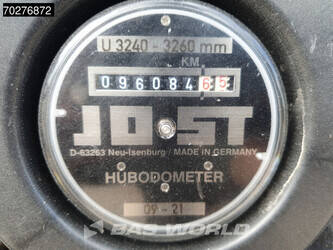 70276872
U 3240 - 3260 mm
KM
0960846
JOST
D-63263 Neu-Isenburg / MADE IN GERMANY
HUBODOMETER
09 - 21
BAS WORLD